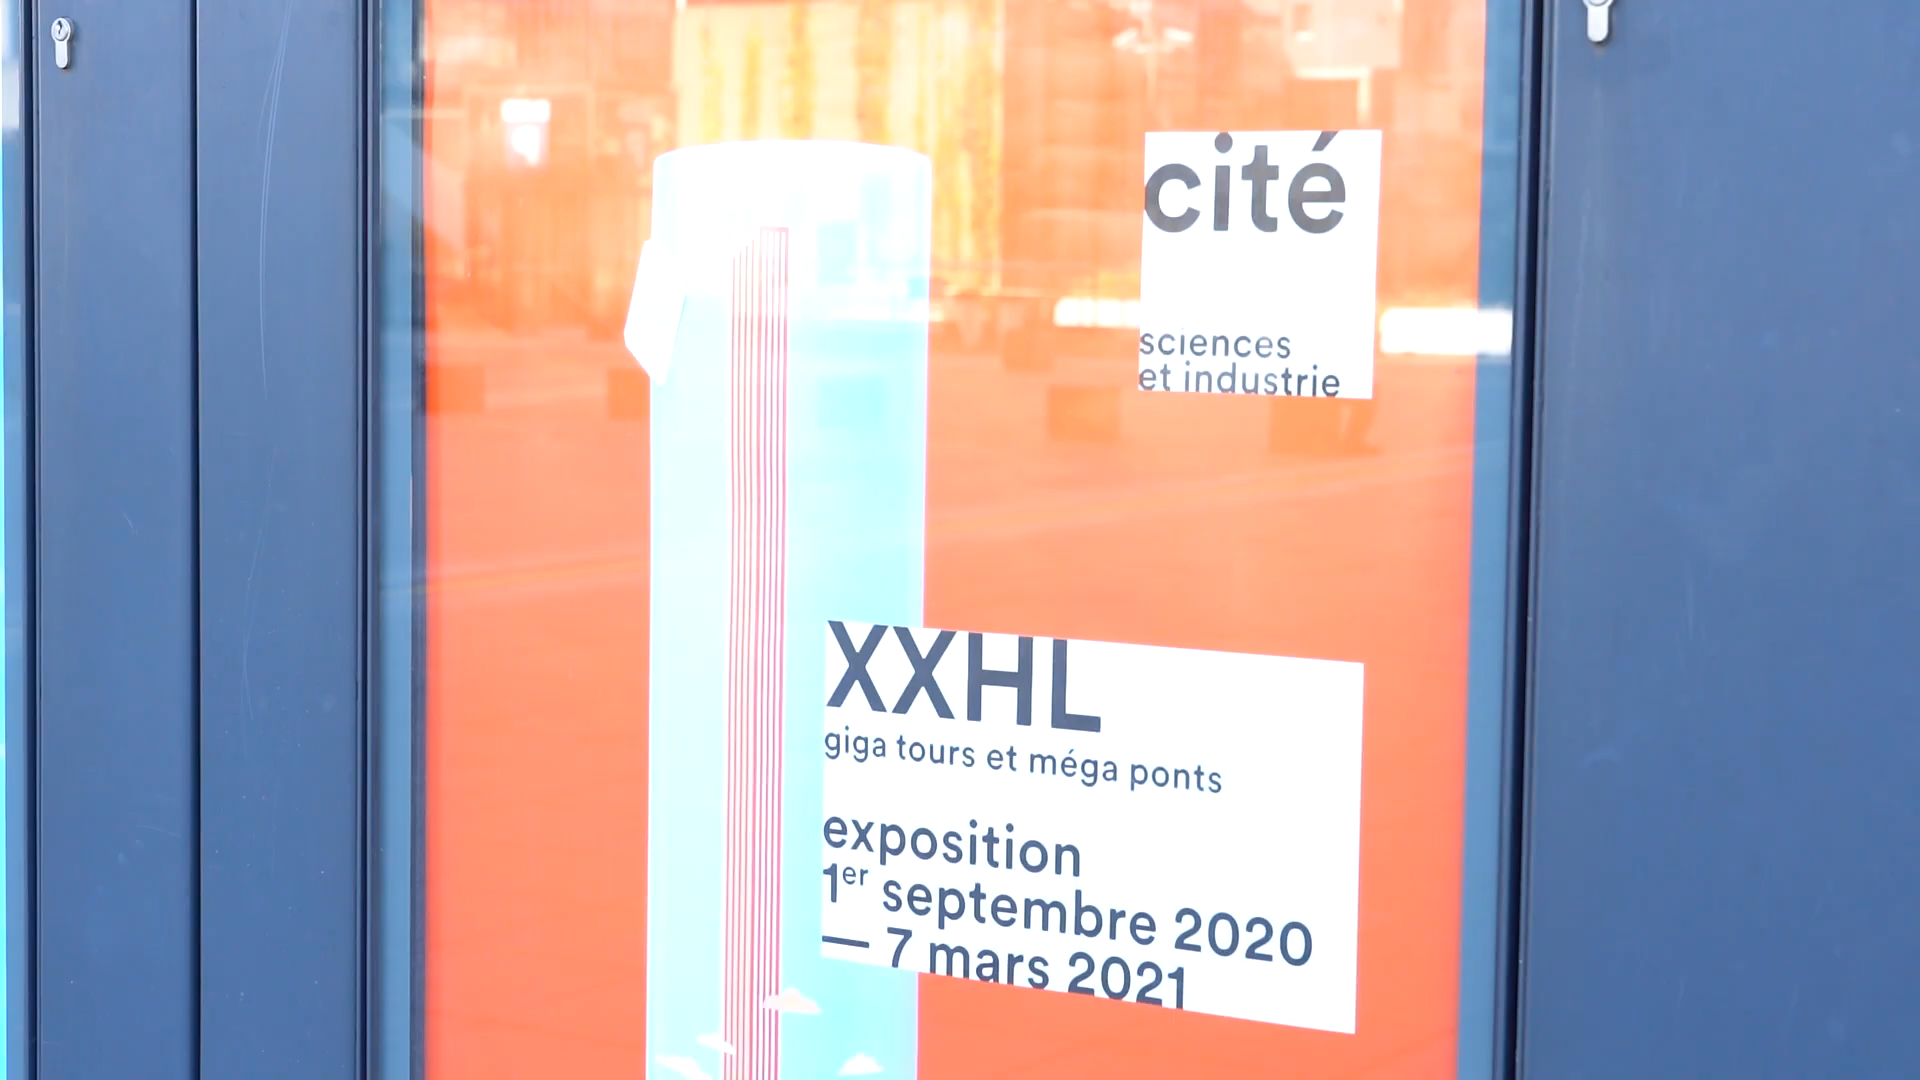 cité
sciences
et industrie
XXHL
giga tours et méga ponts
exposition
1er septembre 2020
— 7 mars 2021